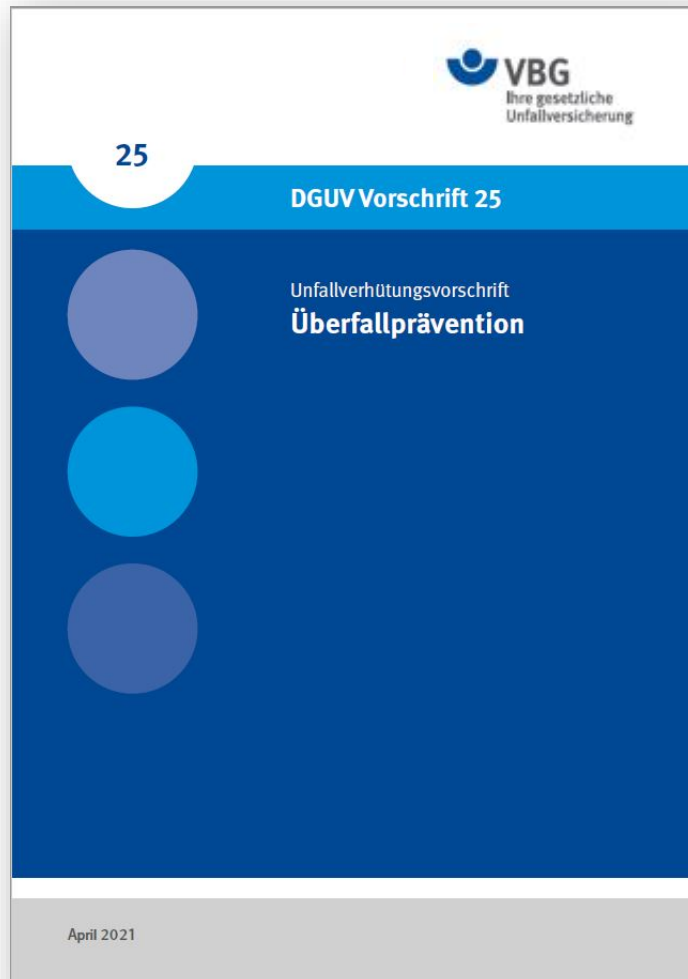 VBG
Ihre gesetzliche
Unfallversicherung
25
DGUV Vorschrift 25
Unfallverhütungsvorschrift
Überfallprävention
April 2021